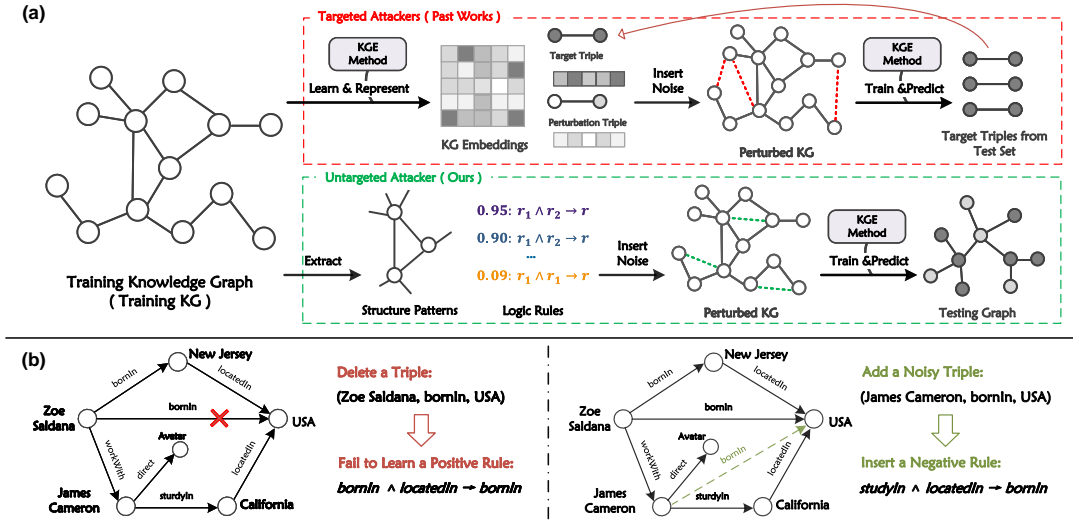 (a)
Targeted Attackers ( Past Works )
KGE
Method
Learn & Represent
KG Embeddings
Target Triple
Perturbation Triple
Insert
Noise
Perturbed KG
KGE
Method
Train &Predict
Target Triples from
Test Set
Training Knowledge Graph
( Training KG )
Untargeted Attacker ( Ours )
Extract
Structure Patterns
0.95: r₁ ∧ r₂ → r
0.90: r₁ ∧ r₂ → r
...
0.09: r₁ ∧ r₁ → r
Logic Rules
Insert
Noise
Perturbed KG
KGE
Method
Train &Predict
Testing Graph
(b)
New Jersey
bornIn
locatedIn
Zoe
Saldana
bornIn
USA
Avatar
workWith
direct
locatedIn
James
Cameron
sturdyIn
California
Delete a Triple:
(Zoe Saldana, bornIn, USA)
Fail to Learn a Positive Rule:
bornIn ∧ locatedIn → bornIn
New Jersey
bornIn
locatedIn
Zoe
Saldana
bornIn
USA
Avatar
workWith
direct
bornIn
locatedIn
James
Cameron
sturdyIn
California
Add a Noisy Triple:
(James Cameron, bornIn, USA)
Insert a Negative Rule:
studyIn ∧ locatedIn → bornIn